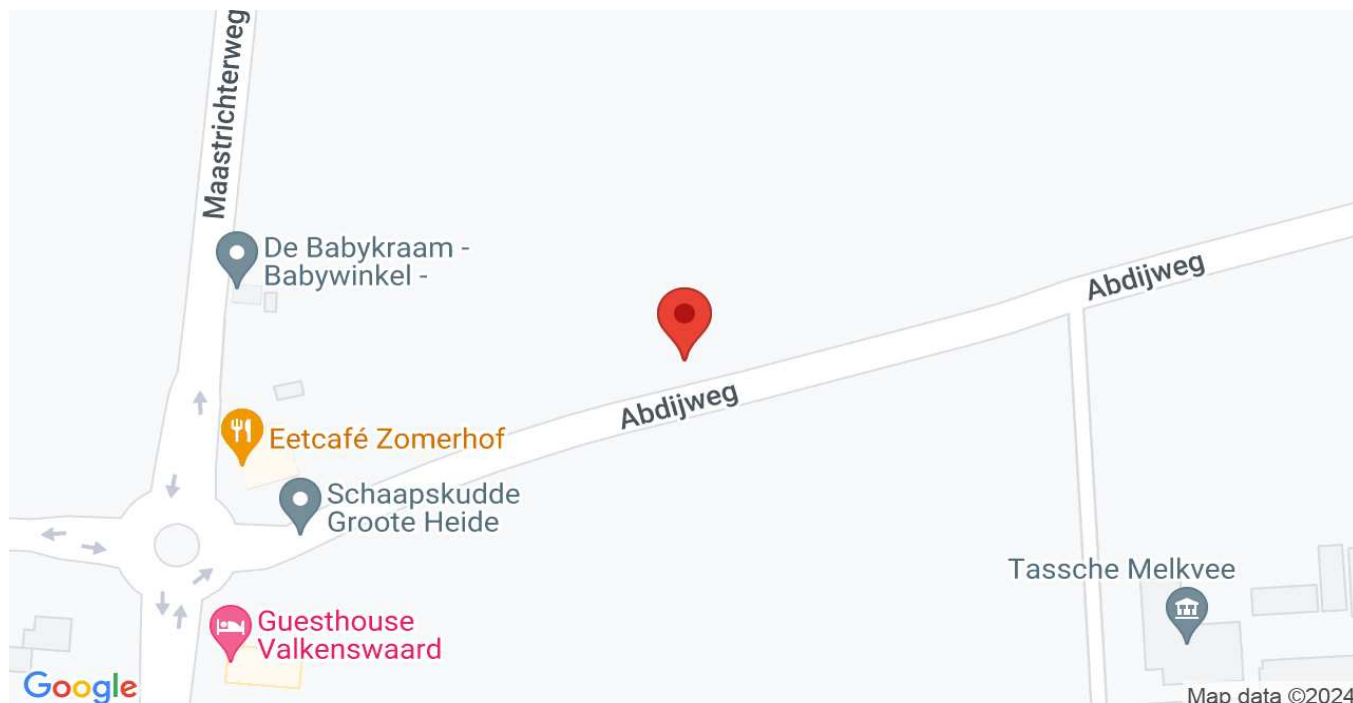 Maastrichterweg
De Babykraam -
Babywinkel -
Abdijweg
Abdijweg
Eetcafé Zomerhof
Schaapskudde
Groote Heide
Tassche Melkvee
Guesthouse
Valkenswaard
Google
Map data ©2024